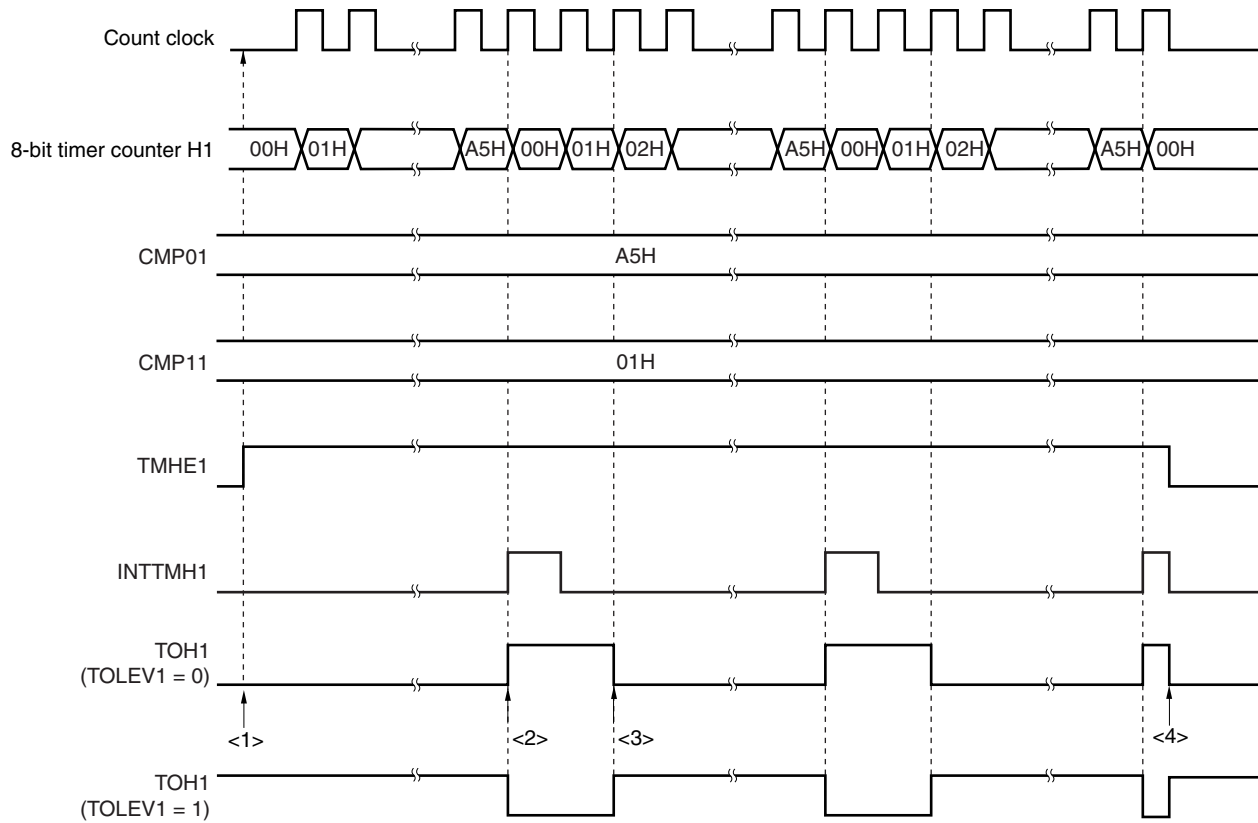 Count clock
8-bit timer counter H1 00H 01H A5H 00H 01H 02H A5H 00H 01H 02H A5H 00H
CMP01 A5H
CMP11 01H
TMHE1
INTTMH1
TOH1
(TOLEV1 = 0)
<1> <2> <3> <4>
TOH1
(TOLEV1 = 1)